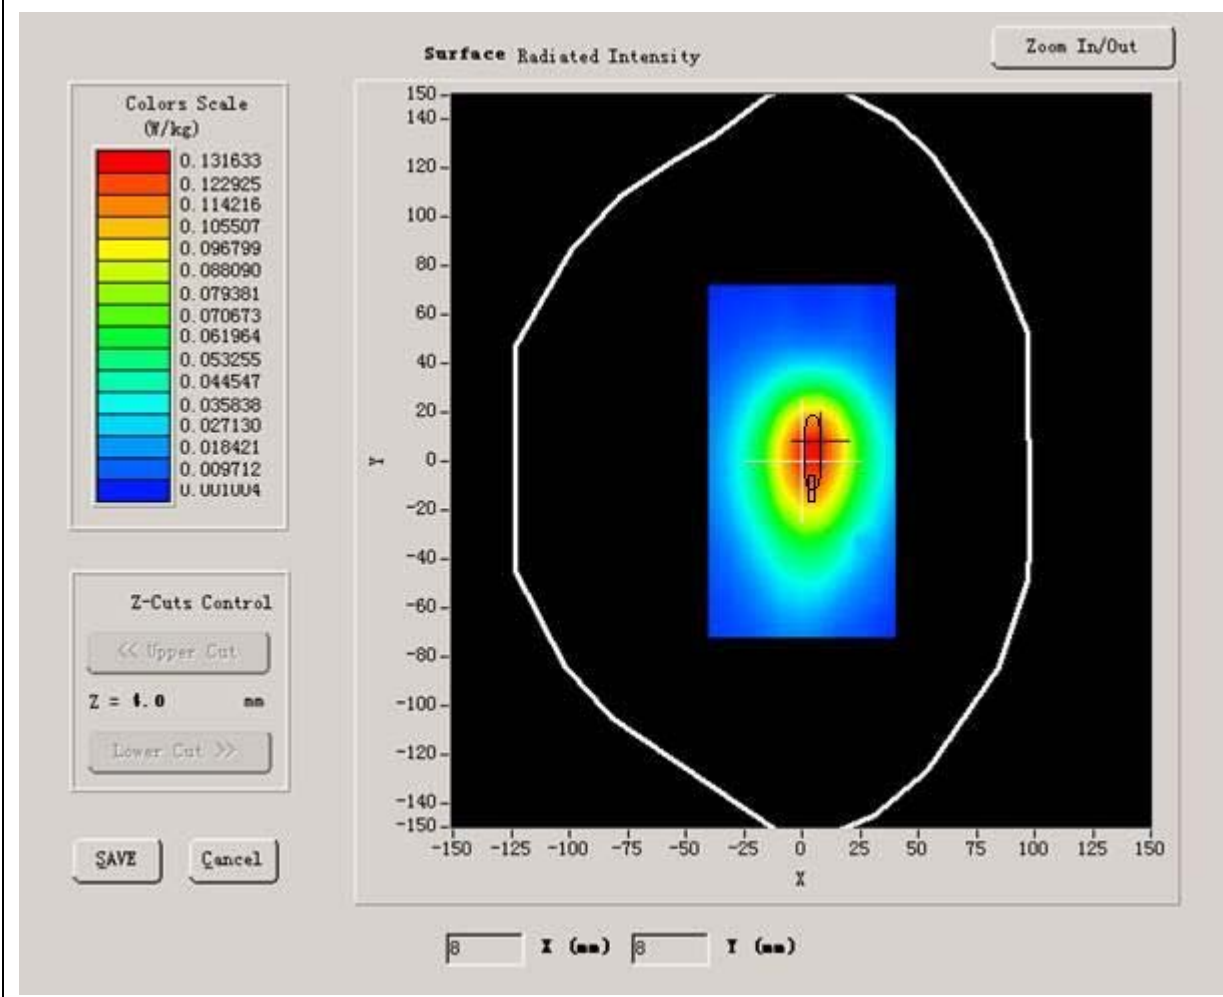 Surface Radiated Intensity
Zoom In/Out
Colors Scale
(W/kg)
0.131633
0.122925
0.114216
0.105507
0.096799
0.088090
0.079381
0.070673
0.061964
0.053255
0.044547
0.035838
0.027130
0.018421
0.009712
0.001004
Z-Cuts Control
<< Upper Cut
Z = mm
Lower Cut >>
SAVE
Cancel
150
140
120
100
80
60
40
20
0
-20
-40
-60
-80
-100
-120
-140
-150
Y
-150 -125 -100 -75 -50 -25 0 25 50 75 100 125 150
X
8 X (mm) 8 Y (mm)